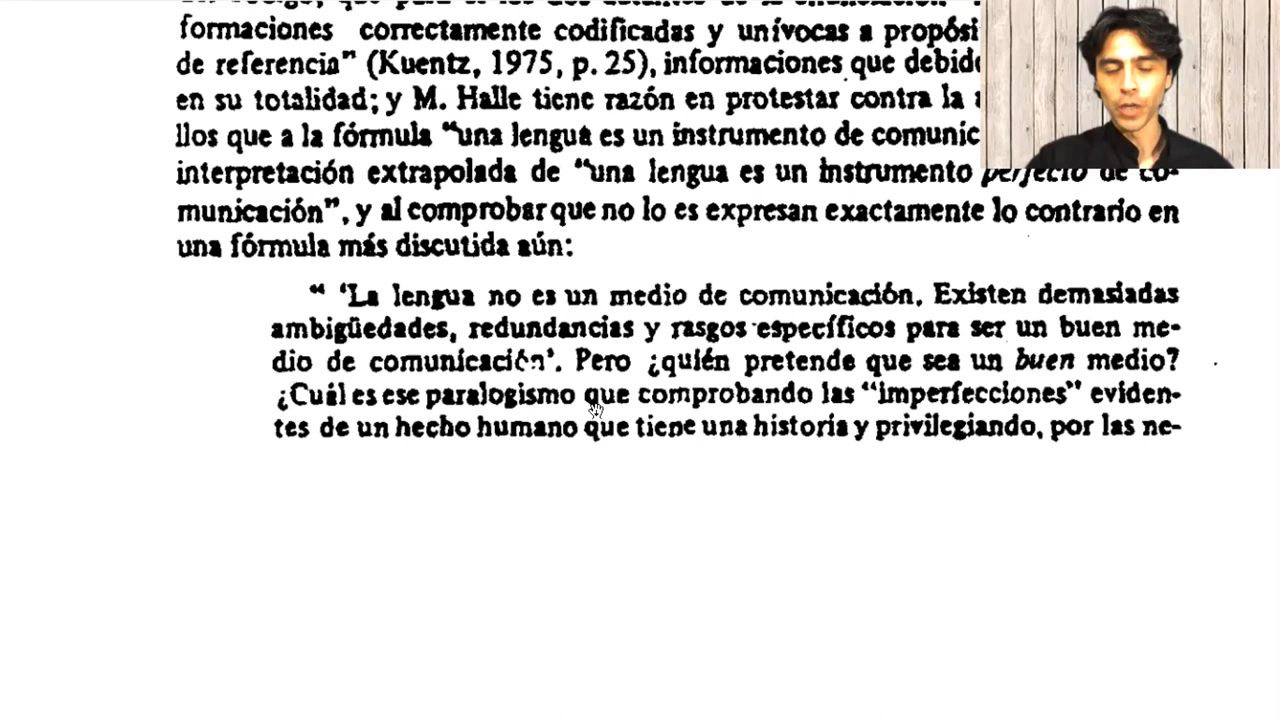 formaciones correctamente codificadas y unívocas a propósi
de referencia” (Kuentz, 1975, p. 25), informaciones que debido
en su totalidad; y M. Halle tiene razón en protestar contra la
llos que a la fórmula “una lengua es un instrumento de comunic
interpretación extrapolada de “una lengua es un instrumento perfecto de co-
municación”, y al comprobar que no lo es expresan exactamente lo contrario en
una fórmula más discutida aún:
“ ‘La lengua no es un medio de comunicación. Existen demasiadas
ambigüedades, redundancias y rasgos específicos para ser un buen me-
dio de comunicación’. Pero ¿quién pretende que sea un buen medio?
¿Cuál es ese paralogismo que comprobando las “imperfecciones” eviden-
tes de un hecho humano que tiene una historia y privilegiando, por las ne-